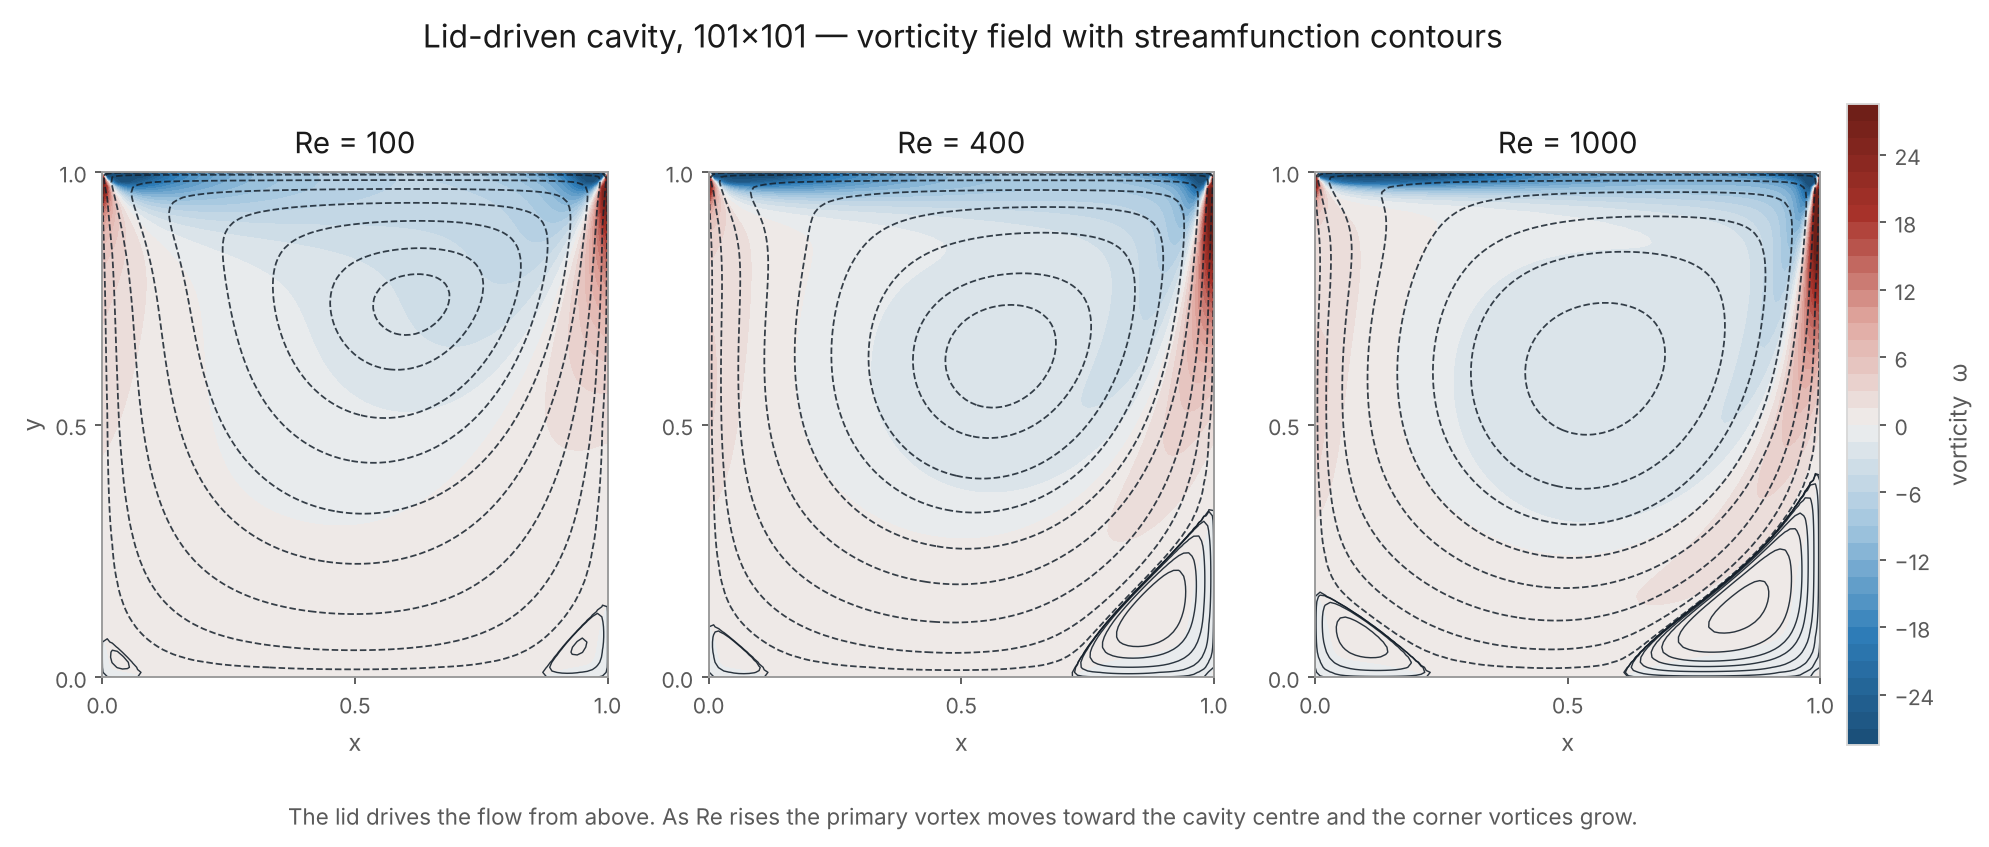 Lid-driven cavity, 101×101 — vorticity field with streamfunction contours
Re = 100
1.0
0.5
0.0
y
0.0 0.5 1.0
x
Re = 400
1.0
0.5
0.0
0.0 0.5 1.0
x
Re = 1000
1.0
0.5
0.0
0.0 0.5 1.0
x
24
18
12
6
0
−6
−12
−18
−24
vorticity ω
The lid drives the flow from above. As Re rises the primary vortex moves toward the cavity centre and the corner vortices grow.